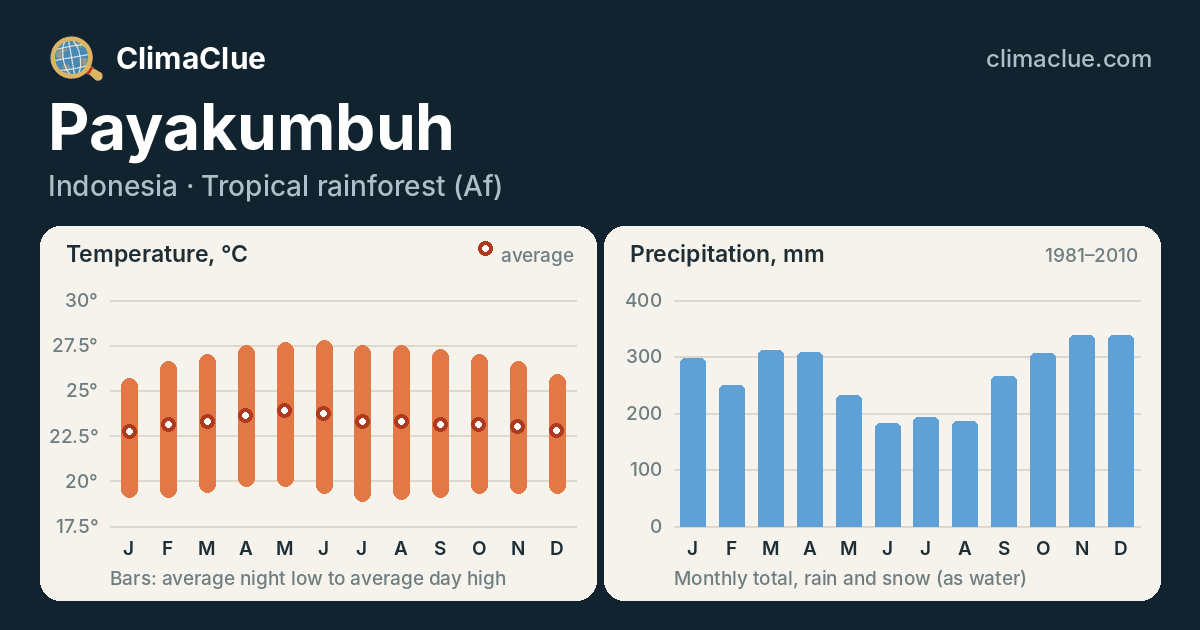 ClimaClue
climaclue.com
Payakumbuh
Indonesia · Tropical rainforest (Af)
Temperature, °C
average
30°
27.5°
25°
22.5°
20°
17.5°
J F M A M J J A S O N D
Bars: average night low to average day high
Precipitation, mm
1981–2010
400
300
200
100
0
J F M A M J J A S O N D
Monthly total, rain and snow (as water)